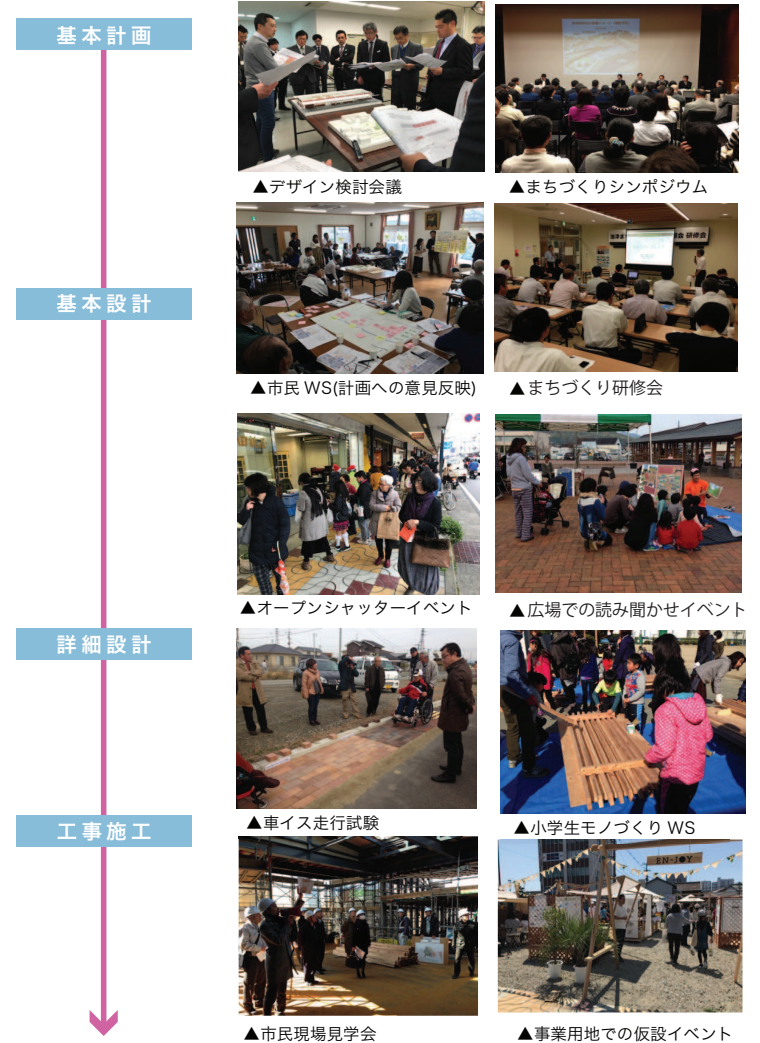 基本計画
▲デザイン検討会議
▲まちづくりシンポジウム
基本設計
研修会
▲市民 WS(計画への意見反映)
▲まちづくり研修会
▲オープンシャッターイベント
▲広場での読み聞かせイベント
詳細設計
▲車イス走行試験
▲小学生モノづくり WS
工事施工
EN-JOY
▲市民現場見学会
▲事業用地での仮設イベント